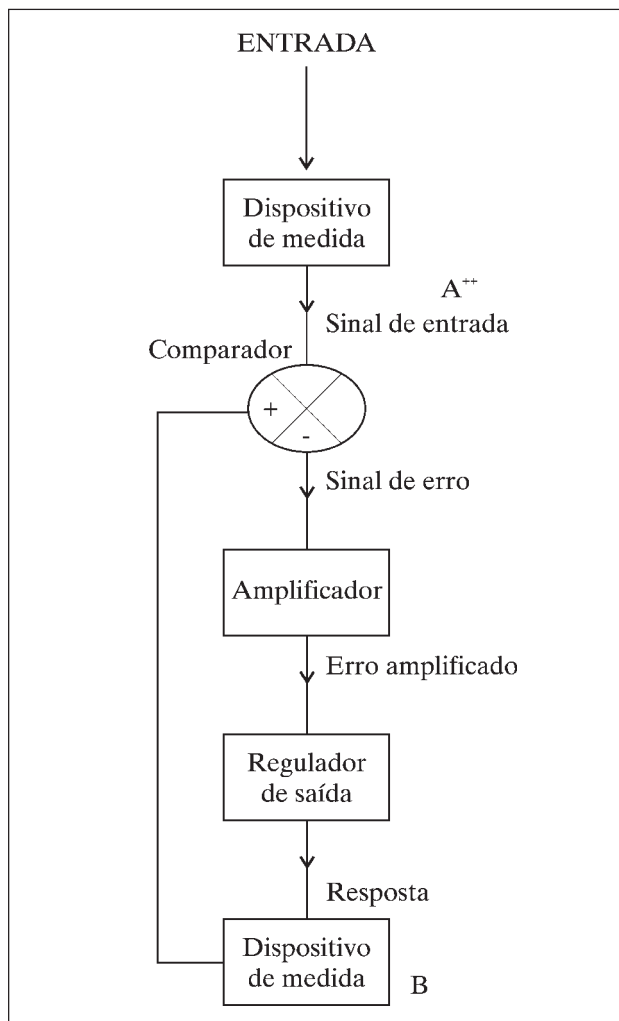 ENTRADA
Dispositivo
de medida
A++
Sinal de entrada
Comparador
+
-
Sinal de erro
Amplificador
Erro amplificado
Regulador
de saída
Resposta
Dispositivo
de medida
B